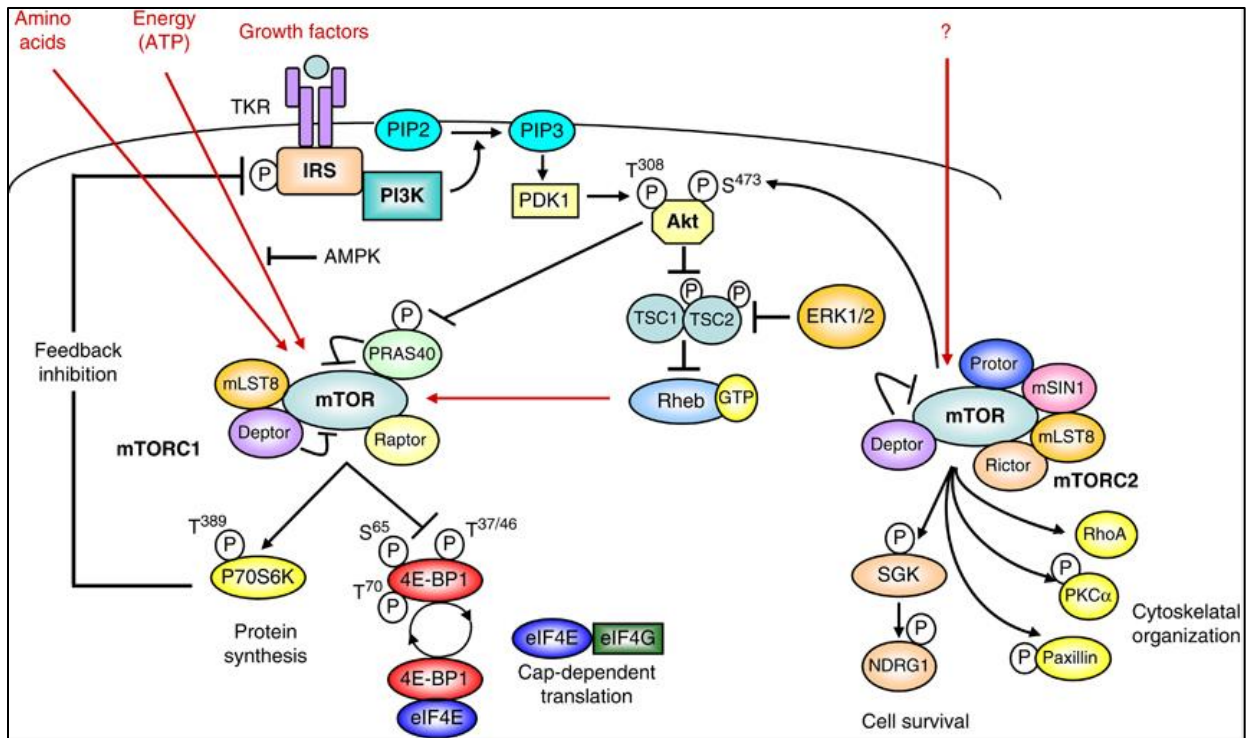 Amino
acids
Energy
(ATP)
Growth factors
?
TKR
PIP2
PIP3
P
IRS
PI3K
PDK1
T308
P
P
S473
Akt
AMPK
P
P
TSC1
TSC2
ERK1/2
P
PRAS40
Feedback
inhibition
mLST8
mTOR
Deptor
Raptor
mTORC1
Rheb
GTP
Protor
mSIN1
mTOR
mLST8
Deptor
Rictor
mTORC2
T389
P
P70S6K
S65
P
P
T37/46
4E-BP1
T70
P
Protein
synthesis
eIF4E
eIF4G
Cap-dependent
translation
4E-BP1
eIF4E
P
SGK
P
NDRG1
Cell survival
RhoA
P
PKCα
P
Paxillin
Cytoskelatal
organization